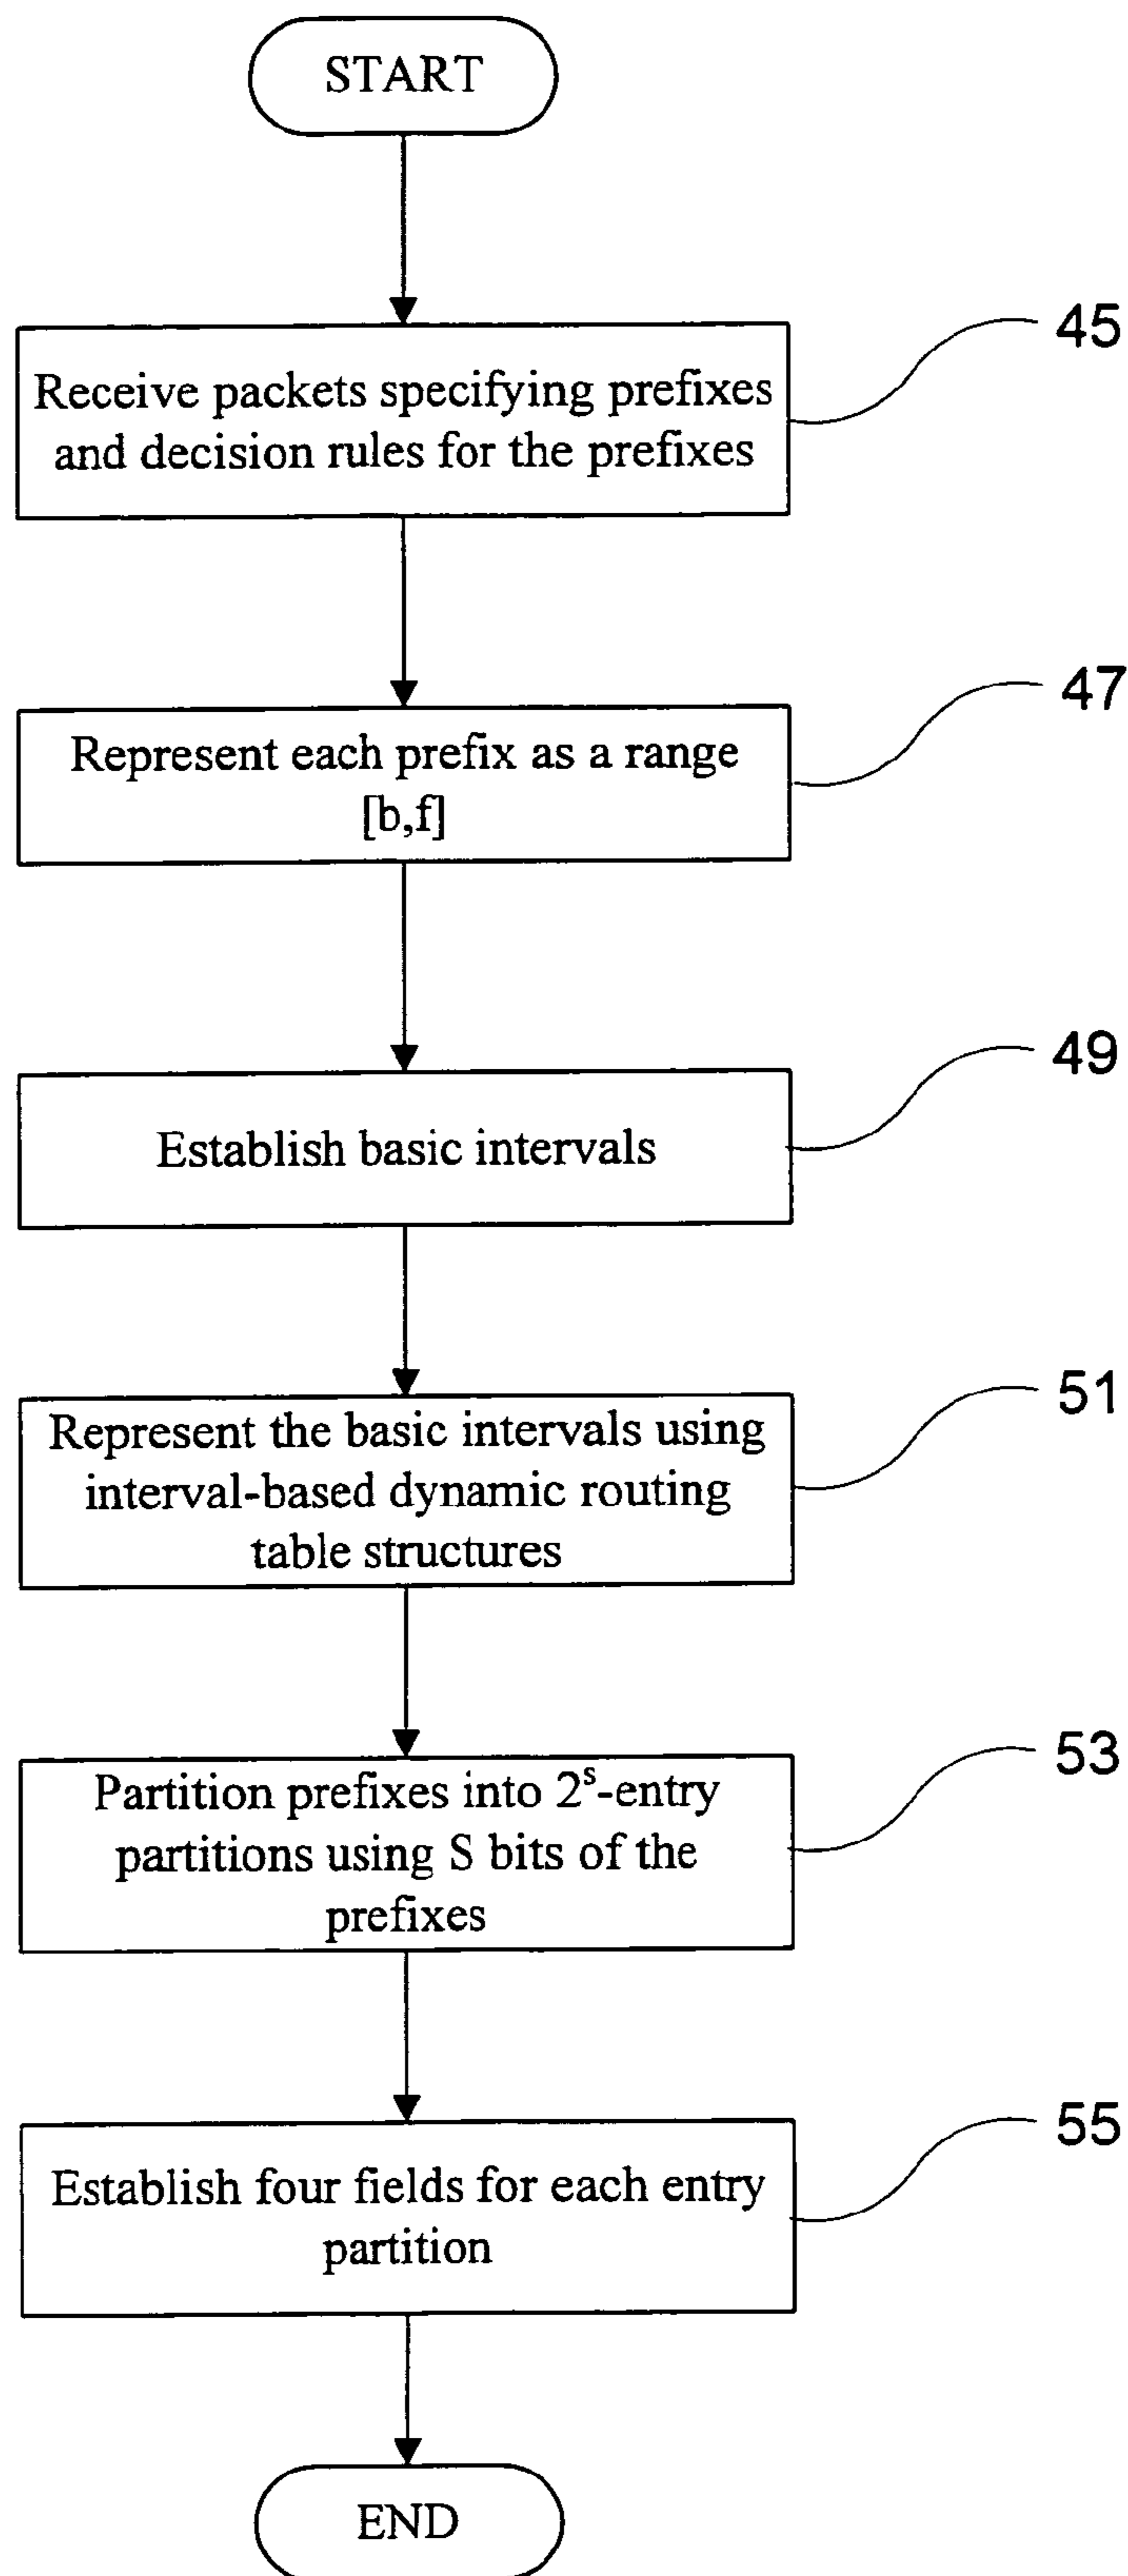 START
45
Receive packets specifying prefixes
and decision rules for the prefixes
47
Represent each prefix as a range
[b,f]
49
Establish basic intervals
51
Represent the basic intervals using
interval-based dynamic routing
table structures
53
Partition prefixes into 2ˢ-entry
partitions using S bits of the
prefixes
55
Establish four fields for each entry
partition
END